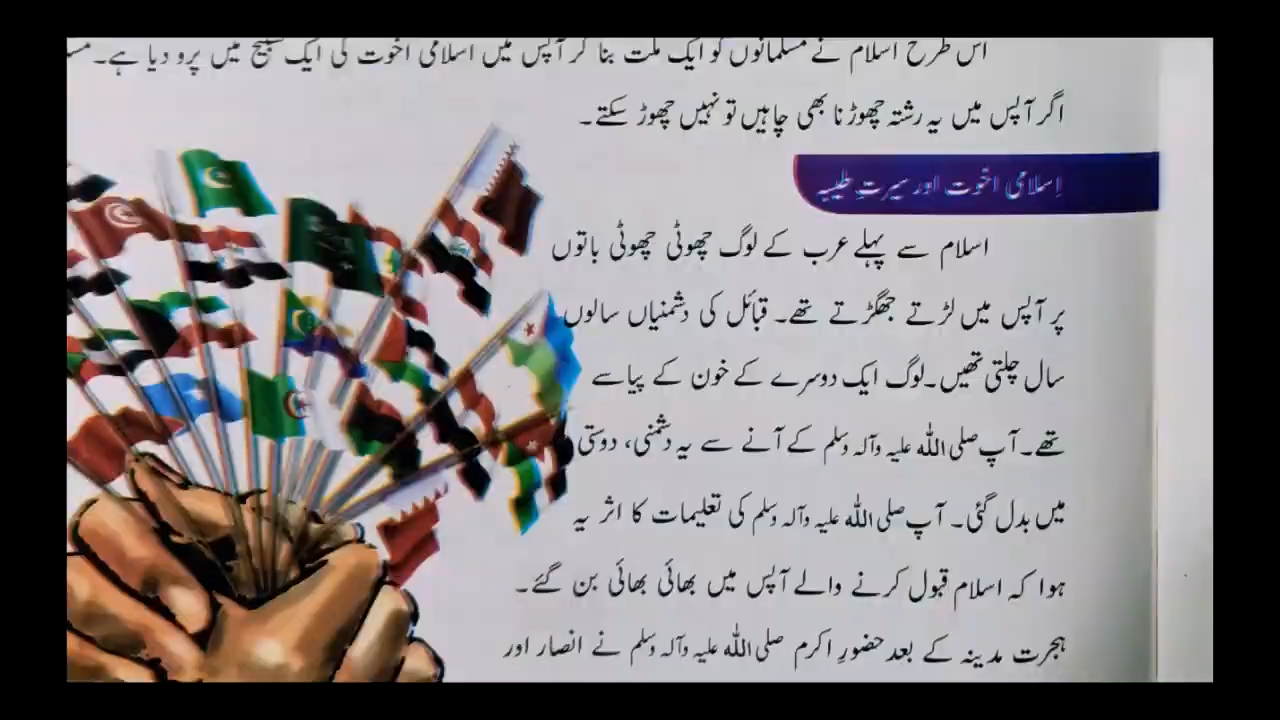 اس طرح اسلام نے مسلمانوں کو ایک ملت بنا کر آپس میں اسلامی اخوت کی ایک تسبیح میں پرو دیا ہے۔
اگر آپس میں یہ رشتہ چھوڑنا بھی چاہیں تو نہیں چھوڑ سکتے۔
اِسلامی اخوت اور سیرتِ طیبہ
اسلام سے پہلے عرب کے لوگ چھوٹی چھوٹی باتوں
پر آپس میں لڑتے جھگڑتے تھے۔ قبائل کی دشمنیاں سالوں
سال چلتی تھیں۔ لوگ ایک دوسرے کے خون کے پیاسے
تھے۔ آپ صلی اللہ علیہ وآلہ وسلم کے آنے سے یہ دشمنی، دوستی
میں بدل گئی۔ آپ صلی اللہ علیہ وآلہ وسلم کی تعلیمات کا اثر یہ
ہوا کہ اسلام قبول کرنے والے آپس میں بھائی بھائی بن گئے۔
ہجرت مدینہ کے بعد حضورِ اکرم صلی اللہ علیہ وآلہ وسلم نے انصار اور